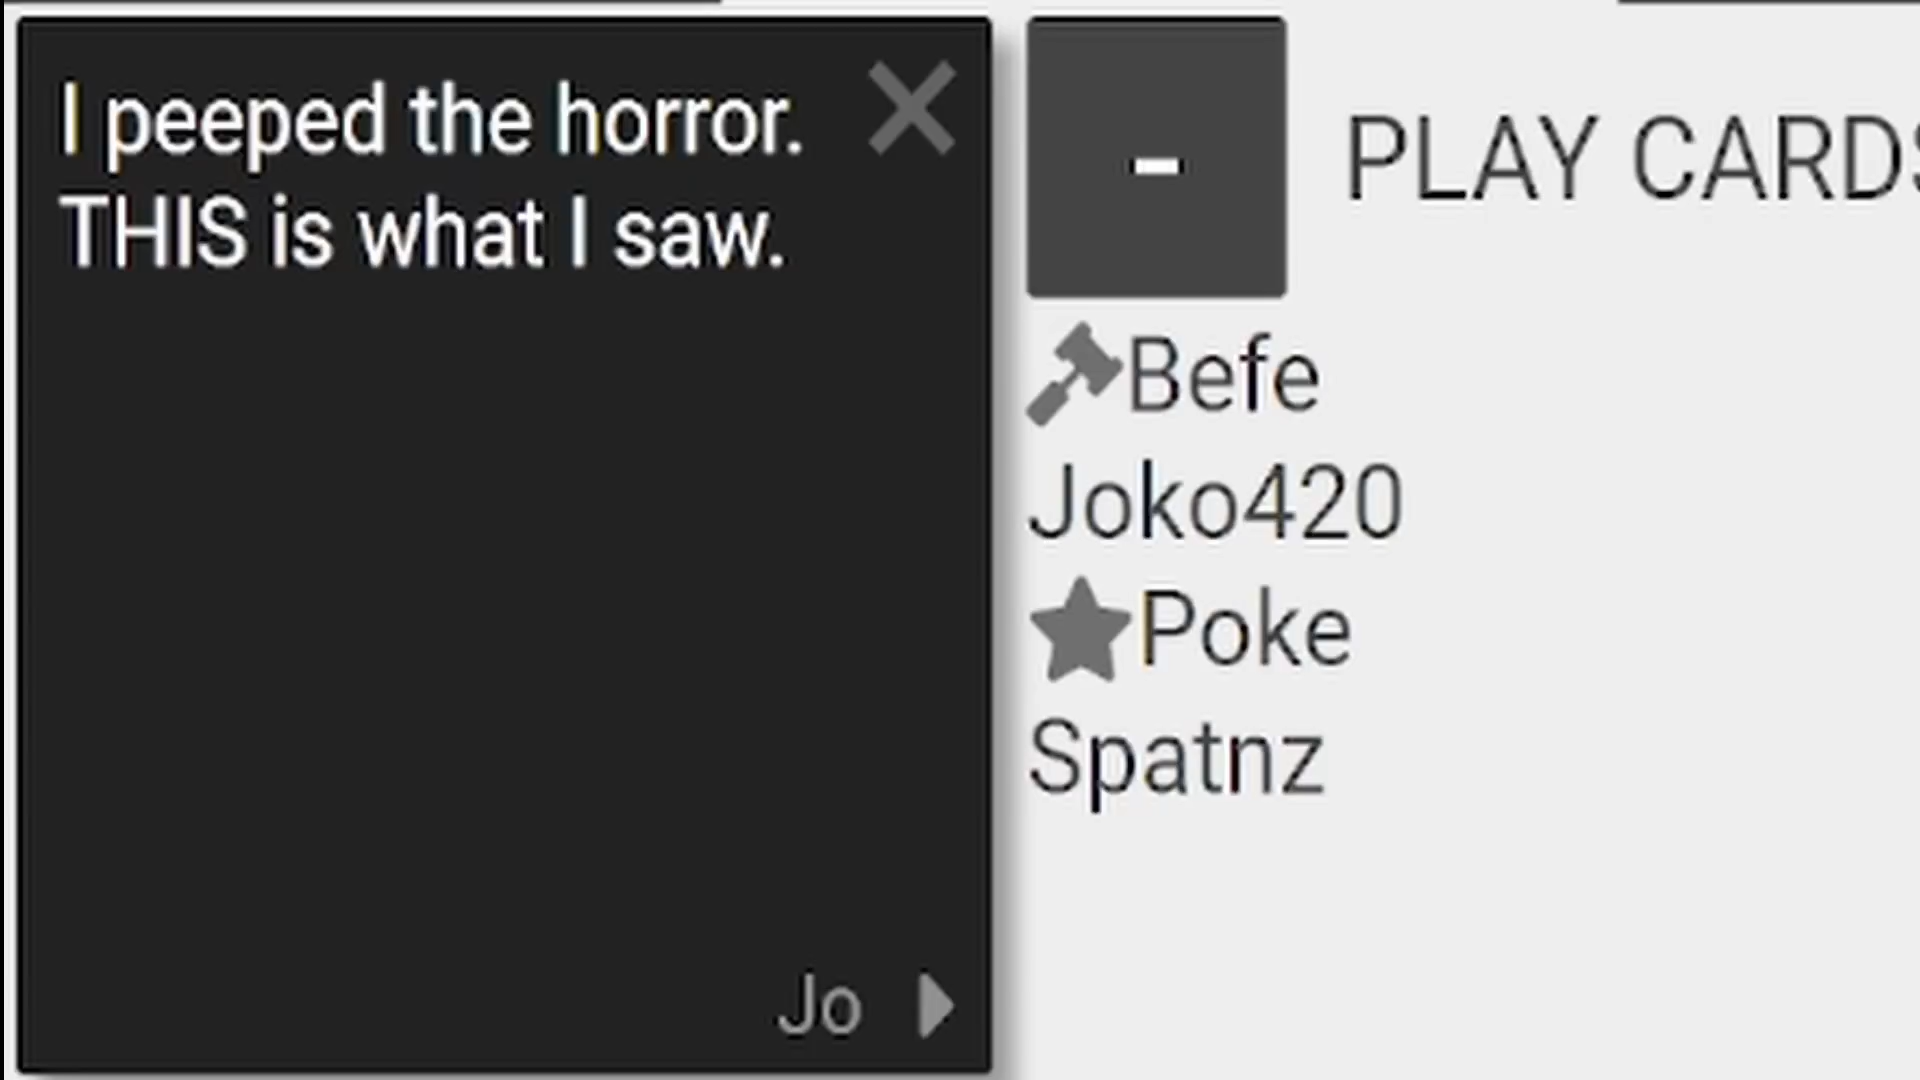 I peeped the horror.
THIS is what I saw.
Jo
-
PLAY CARDS
Befe
Joko420
Poke
Spatnz